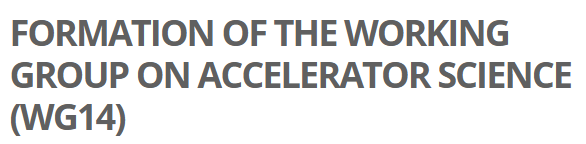 FORMATION OF THE WORKING
GROUP ON ACCELERATOR SCIENCE
(WG14)